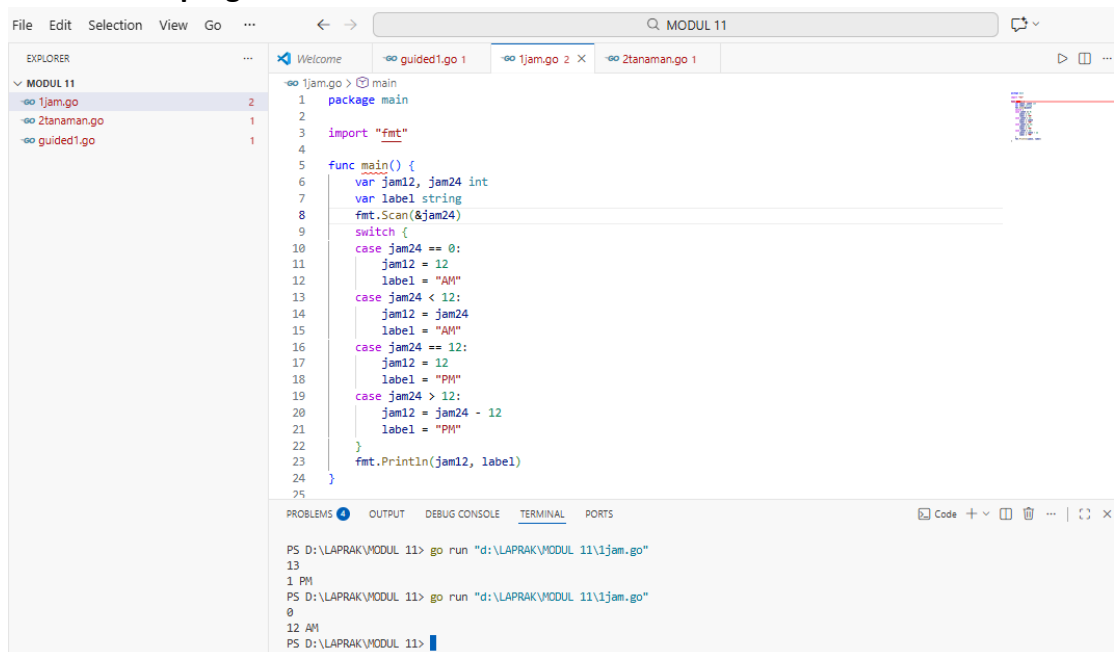 File Edit Selection View Go ... MODUL 11
EXPLORER ...
MODUL 11
1jam.go 2
2tanaman.go 1
guided1.go 1
Welcome guided1.go 1 1jam.go 2 2tanaman.go 1
1jam.go > main
1 package main
2
3 import "fmt"
4
5 func main() {
6 var jam12, jam24 int
7 var label string
8 fmt.Scan(&jam24)
9 switch {
10 case jam24 == 0:
11 jam12 = 12
12 label = "AM"
13 case jam24 < 12:
14 jam12 = jam24
15 label = "AM"
16 case jam24 == 12:
17 jam12 = 12
18 label = "PM"
19 case jam24 > 12:
20 jam12 = jam24 - 12
21 label = "PM"
22 }
23 fmt.Println(jam12, label)
24 }
25
PROBLEMS 4 OUTPUT DEBUG CONSOLE TERMINAL PORTS Code
PS D:\LAPRAK\MODUL 11> go run "d:\LAPRAK\MODUL 11\1jam.go"
13
1 PM
PS D:\LAPRAK\MODUL 11> go run "d:\LAPRAK\MODUL 11\1jam.go"
0
12 AM
PS D:\LAPRAK\MODUL 11>